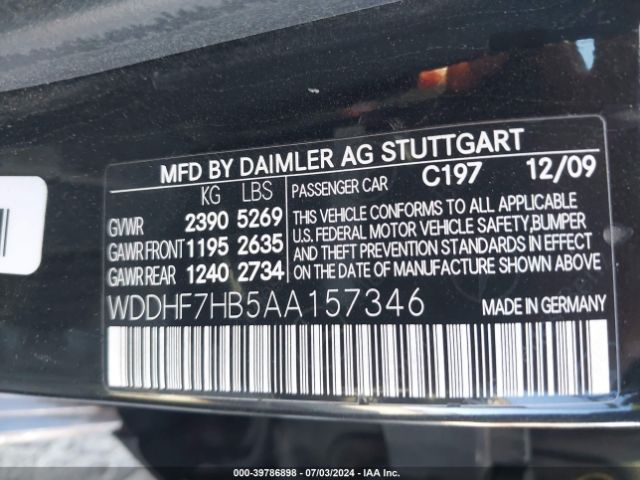 MFD BY DAIMLER AG STUTTGART
KG LBS PASSENGER CAR C197 12/09
GVWR 2390 5269
GAWR FRONT 1195 2635
GAWR REAR 1240 2734
THIS VEHICLE CONFORMS TO ALL APPLICABLE
U.S. FEDERAL MOTOR VEHICLE SAFETY,BUMPER
AND THEFT PREVENTION STANDARDS IN EFFECT
ON THE DATE OF MANUFACTURE SHOWN ABOVE
WDDHF7HB5AA157346 MADE IN GERMANY
000-39786898 - 07/03/2024 - IAA Inc.